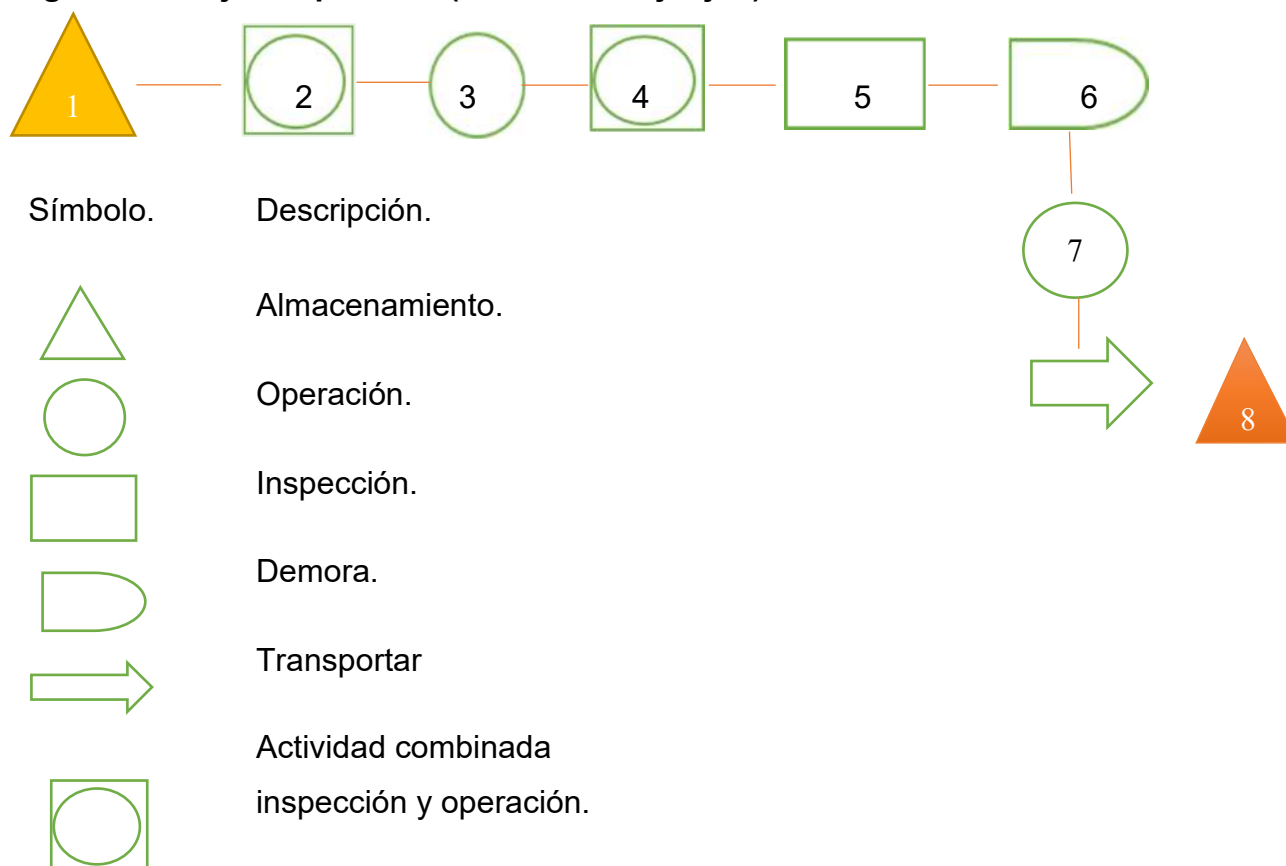 1 2 3 4 5 6
Símbolo. Descripción.
7
Almacenamiento.
8
Operación.
Inspección.
Demora.
Transportar
Actividad combinada
inspección y operación.